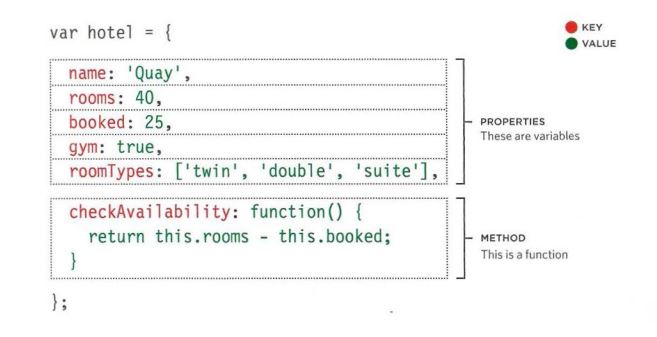 var hotel = {
KEY
VALUE
name: 'Quay',
rooms: 40,
booked: 25,
gym: true,
roomTypes: ['twin', 'double', 'suite'],
PROPERTIES
These are variables
checkAvailability: function() {
return this.rooms - this.booked;
}
METHOD
This is a function
};